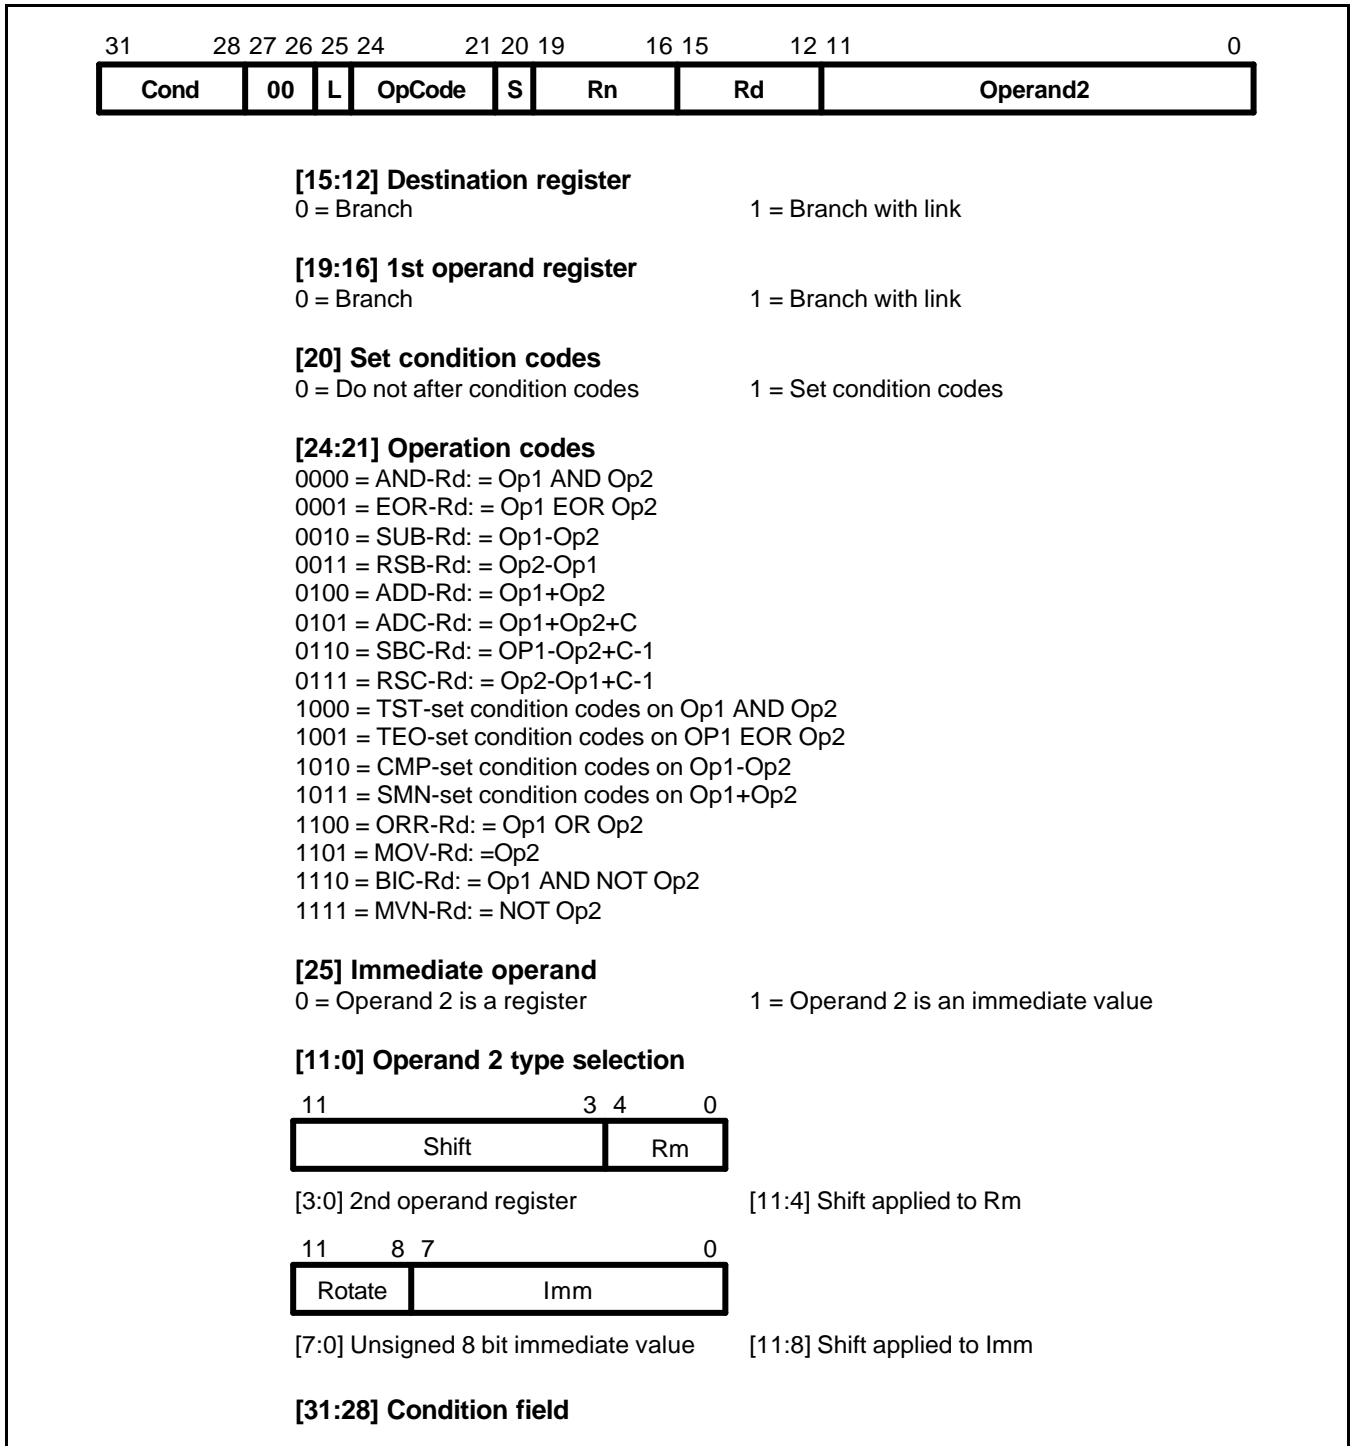 31 28 27 26 25 24 21 20 19 16 15 12 11 0
Cond 00 L OpCode S Rn Rd Operand2
[15:12] Destination register
0 = Branch 1 = Branch with link
[19:16] 1st operand register
0 = Branch 1 = Branch with link
[20] Set condition codes
0 = Do not after condition codes 1 = Set condition codes
[24:21] Operation codes
0000 = AND-Rd: = Op1 AND Op2
0001 = EOR-Rd: = Op1 EOR Op2
0010 = SUB-Rd: = Op1-Op2
0011 = RSB-Rd: = Op2-Op1
0100 = ADD-Rd: = Op1+Op2
0101 = ADC-Rd: = Op1+Op2+C
0110 = SBC-Rd: = OP1-Op2+C-1
0111 = RSC-Rd: = Op2-Op1+C-1
1000 = TST-set condition codes on Op1 AND Op2
1001 = TEO-set condition codes on OP1 EOR Op2
1010 = CMP-set condition codes on Op1-Op2
1011 = SMN-set condition codes on Op1+Op2
1100 = ORR-Rd: = Op1 OR Op2
1101 = MOV-Rd: =Op2
1110 = BIC-Rd: = Op1 AND NOT Op2
1111 = MVN-Rd: = NOT Op2
[25] Immediate operand
0 = Operand 2 is a register 1 = Operand 2 is an immediate value
[11:0] Operand 2 type selection
11 3 4 0
Shift Rm
[3:0] 2nd operand register [11:4] Shift applied to Rm
11 8 7 0
Rotate Imm
[7:0] Unsigned 8 bit immediate value [11:8] Shift applied to Imm
[31:28] Condition field